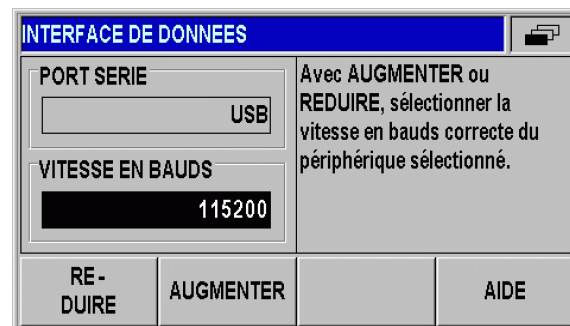 INTERFACE DE DONNEES
PORT SERIE
USB
VITESSE EN BAUDS
115200
Avec AUGMENTER ou
REDUIRE, sélectionner la
vitesse en bauds correcte du
périphérique sélectionné.
RE-
DUIRE
AUGMENTER
AIDE